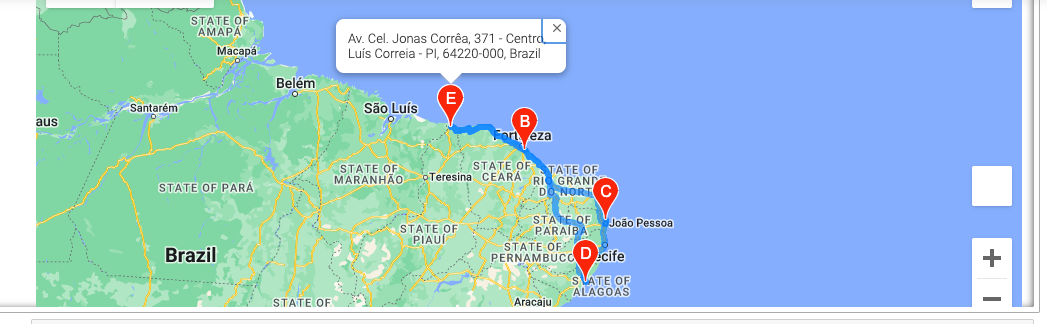 STATE OF
AMAPÁ
Macapá
Av. Cel. Jonas Corrêa, 371 - Centro,
Luís Correia - PI, 64220-000, Brazil
×
Belém
E
Santarém
São Luís
aus
B
Fortaleza
STATE OF
MARANHÃO
Teresina
STATE OF
CEARÁ
STATE OF
RIO GRANDE
DO NORTE
STATE OF PARÁ
C
João Pessoa
STATE OF
PARAÍBA
STATE OF
PIAUÍ
STATE OF
PERNAMBUCO
D
ecife
Brazil
STATE OF
ALAGOAS
STATE OF
Aracaju
+
−